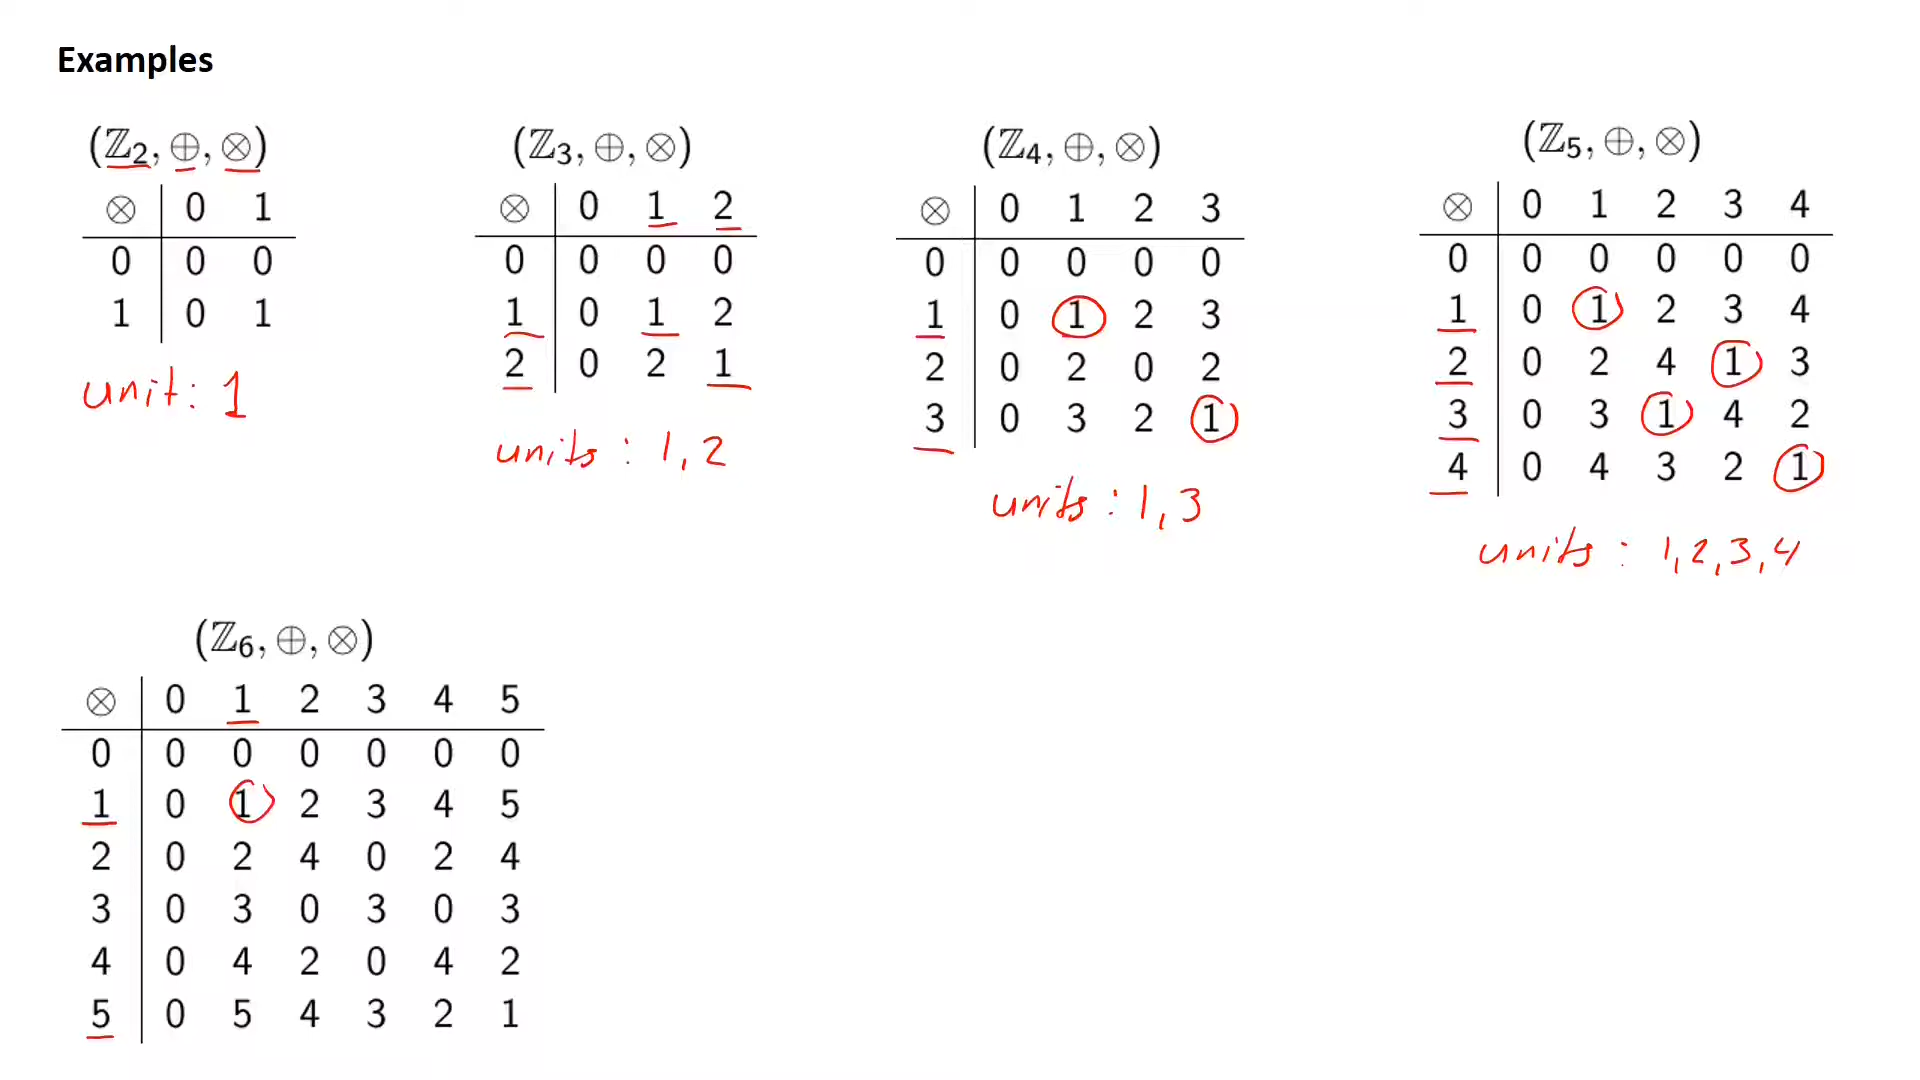 Examples
(ℤ₂, ⊕, ⊗)
⊗ 0 1
0 0 0
1 0 1
unit: 1
(ℤ₃, ⊕, ⊗)
⊗ 0 1 2
0 0 0 0
1 0 1 2
2 0 2 1
units: 1,2
(ℤ₄, ⊕, ⊗)
⊗ 0 1 2 3
0 0 0 0 0
1 0 1 2 3
2 0 2 0 2
3 0 3 2 1
units: 1,3
(ℤ₅, ⊕, ⊗)
⊗ 0 1 2 3 4
0 0 0 0 0 0
1 0 1 2 3 4
2 0 2 4 1 3
3 0 3 1 4 2
4 0 4 3 2 1
units: 1,2,3,4
(ℤ₆, ⊕, ⊗)
⊗ 0 1 2 3 4 5
0 0 0 0 0 0 0
1 0 1 2 3 4 5
2 0 2 4 0 2 4
3 0 3 0 3 0 3
4 0 4 2 0 4 2
5 0 5 4 3 2 1